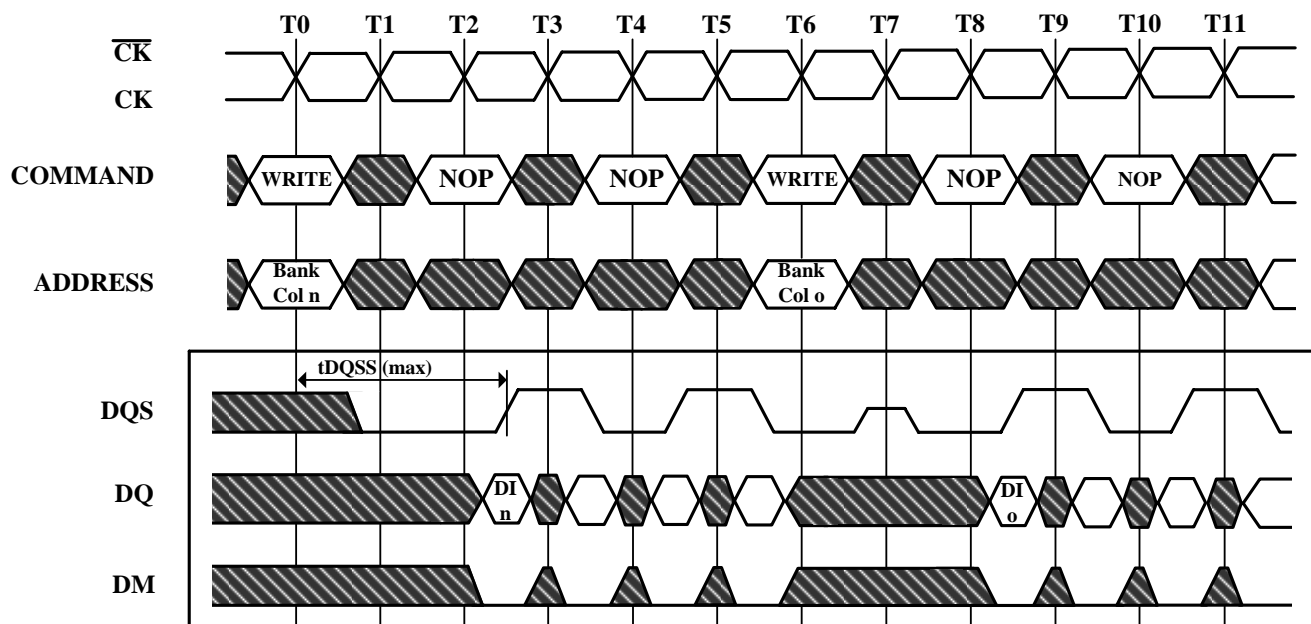 T0 T1 T2 T3 T4 T5 T6 T7 T8 T9 T10 T11
CK
CK
COMMAND WRITE NOP NOP WRITE NOP NOP
ADDRESS Bank Col n Bank Col o
tDQSS (max)
DQS
DQ DI n DI o
DM